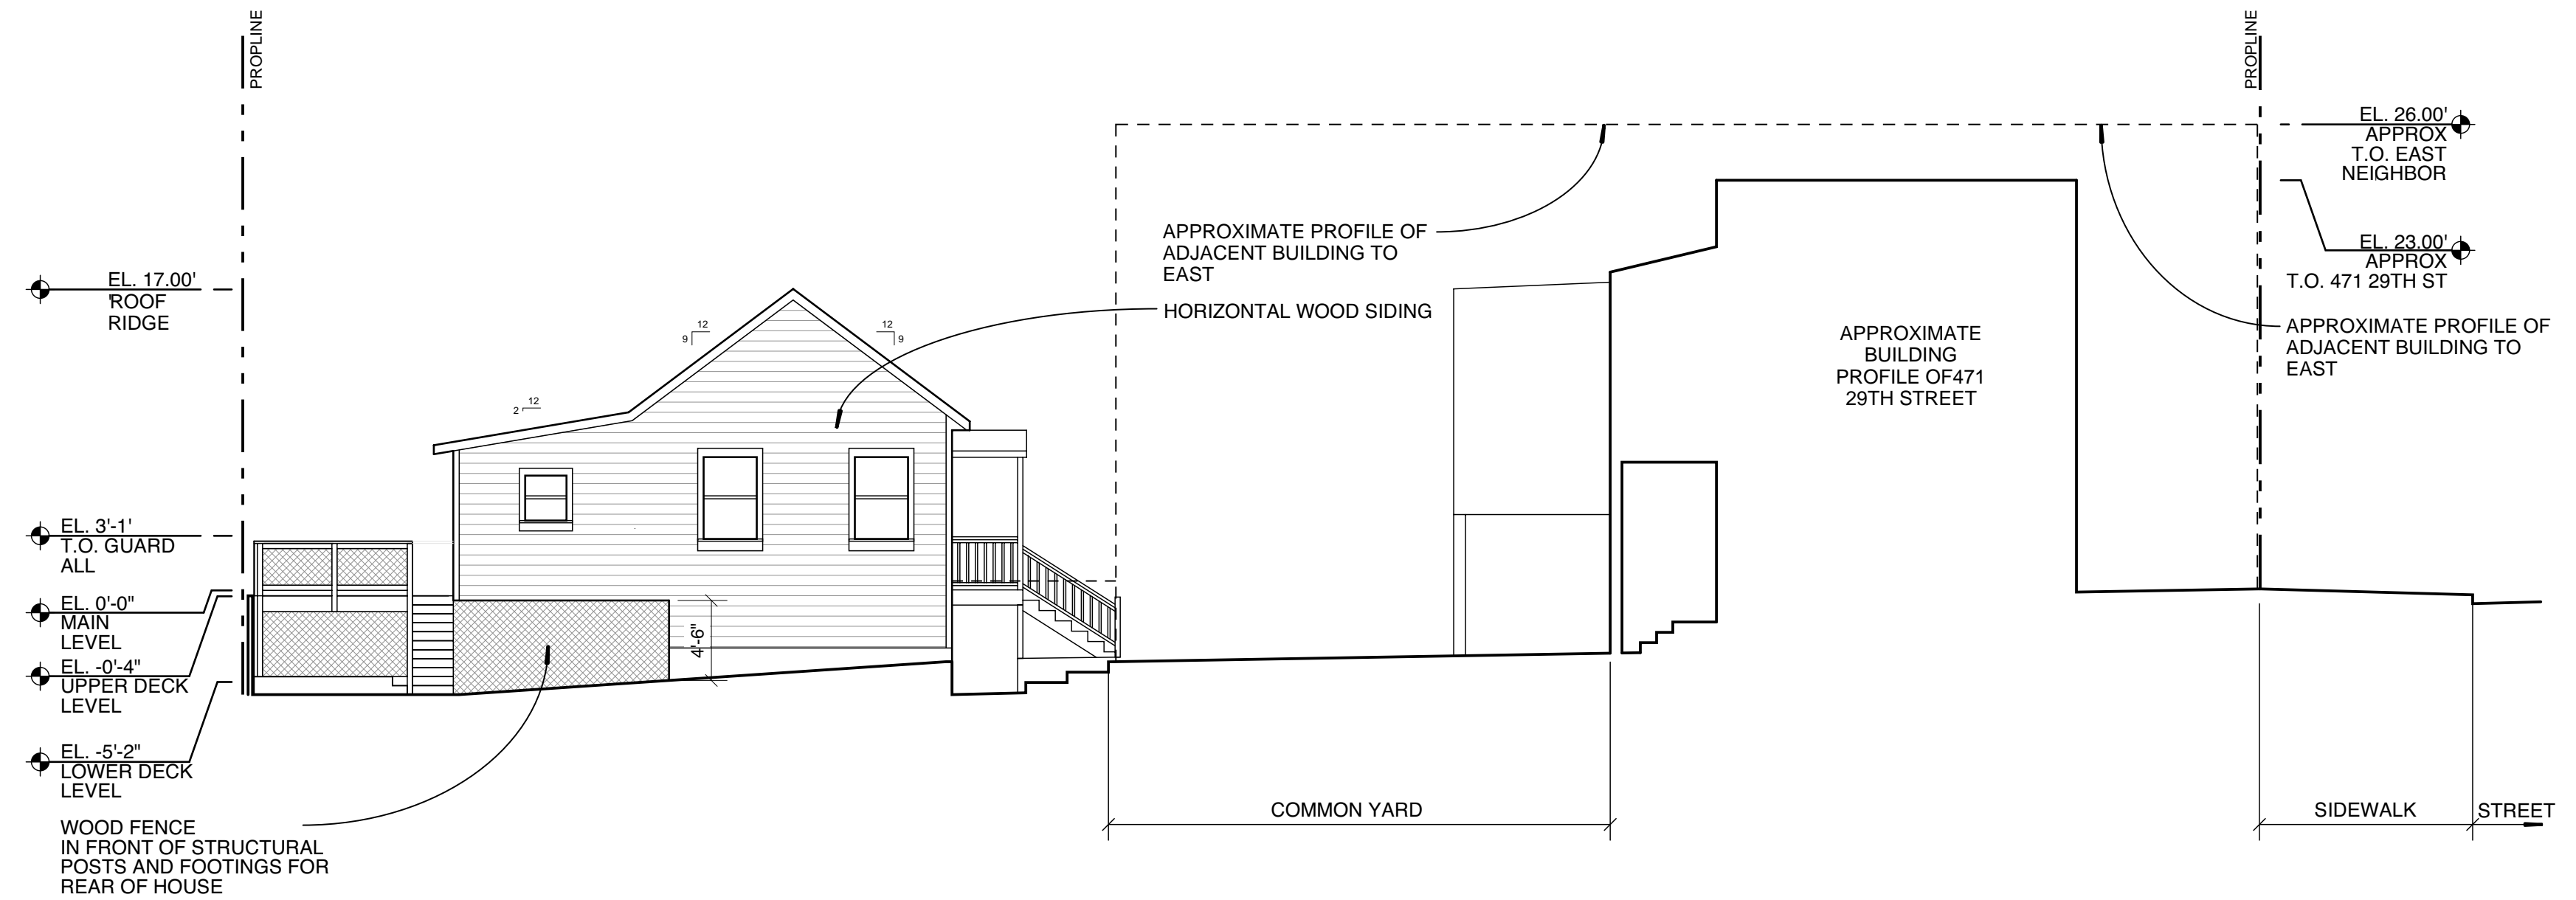 PROPLINE
PROPLINE
EL. 26.00'
APPROX
T.O. EAST
NEIGHBOR
APPROXIMATE PROFILE OF
ADJACENT BUILDING TO
EAST
EL. 23.00'
APPROX
T.O. 471 29TH ST
EL. 17.00'
'ROOF
RIDGE
HORIZONTAL WOOD SIDING
12
9
12
9
12
2
APPROXIMATE
BUILDING
PROFILE OF471
29TH STREET
APPROXIMATE PROFILE OF
ADJACENT BUILDING TO
EAST
EL. 3'-1'
T.O. GUARD
ALL
EL. 0'-0"
MAIN
LEVEL
EL. -0'-4"
UPPER DECK
LEVEL
4'-6"
EL. -5'-2"
LOWER DECK
LEVEL
WOOD FENCE
IN FRONT OF STRUCTURAL
POSTS AND FOOTINGS FOR
REAR OF HOUSE
COMMON YARD
SIDEWALK
STREET